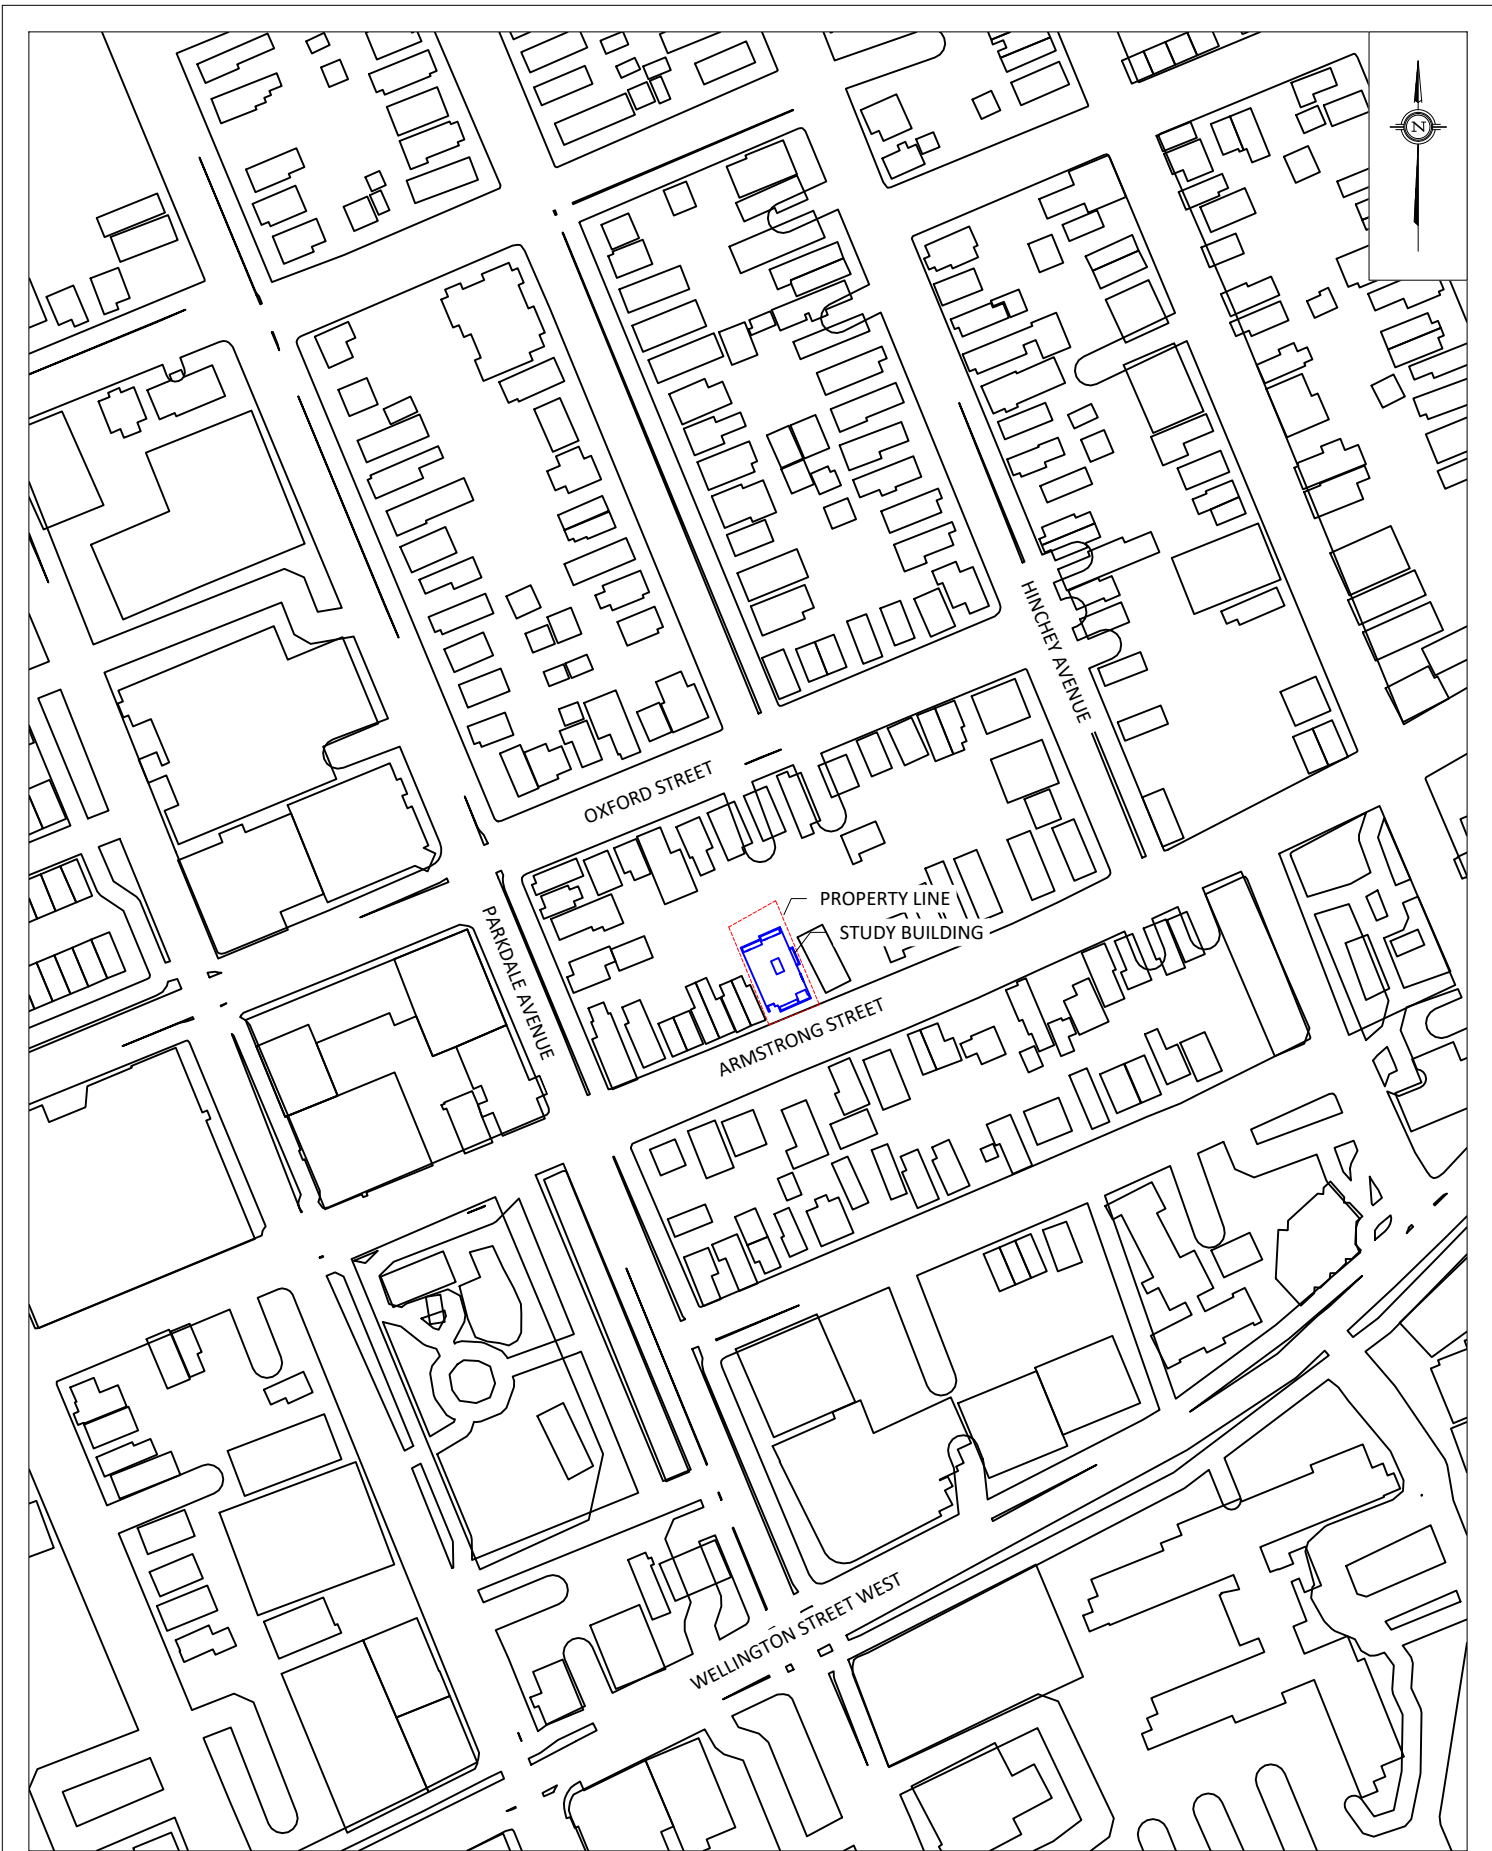 N
HINCHEY AVENUE
OXFORD STREET
PROPERTY LINE
STUDY BUILDING
PARKDALE AVENUE
ARMSTRONG STREET
WELLINGTON STREET WEST